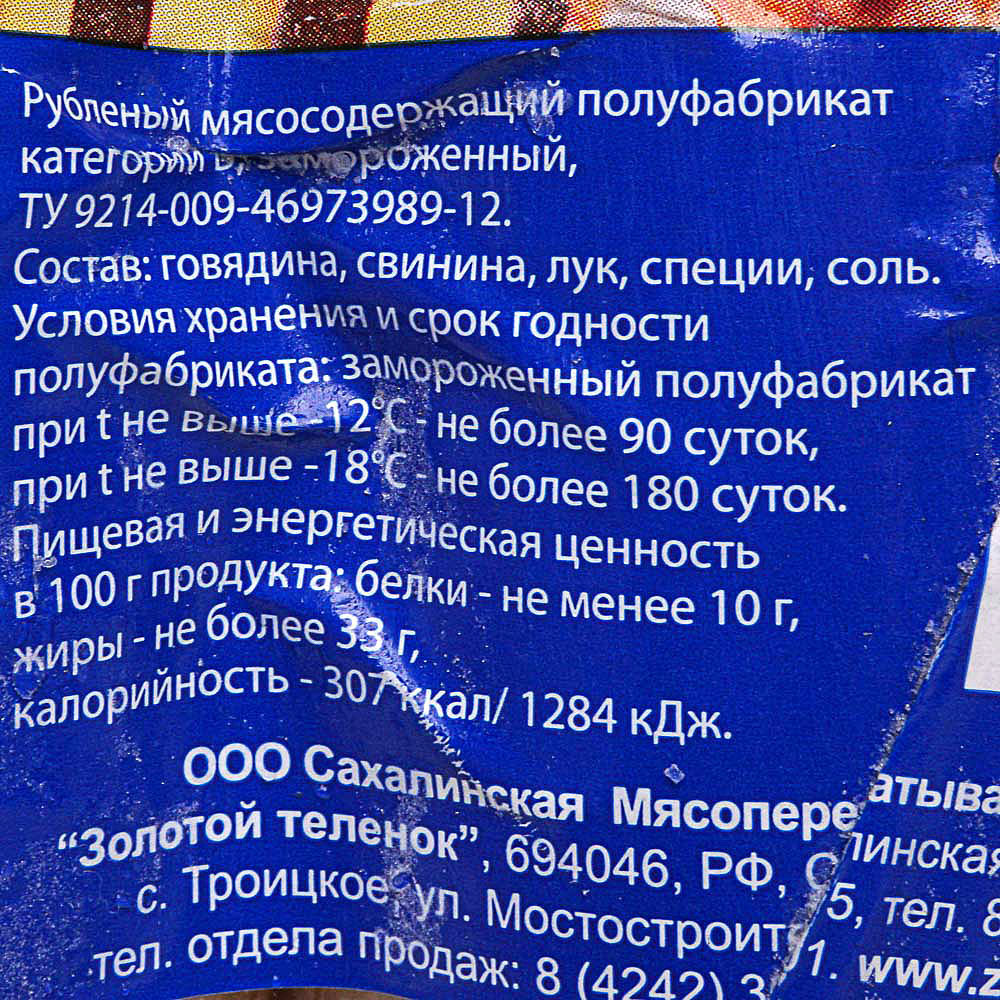 Рубленый мясосодержащий полуфабрикат
категории В, замороженный,
ТУ 9214-009-46973989-12.
Состав: говядина, свинина, лук, специи, соль.
Условия хранения и срок годности
полуфабриката: замороженный полуфабрикат
при t не выше -12°С - не более 90 суток,
при t не выше -18°С - не более 180 суток.
Пищевая и энергетическая ценность
в 100 г продукта: белки - не менее 10 г,
жиры - не более 33 г,
калорийность - 307 ккал/ 1284 кДж.
ООО Сахалинская
“Золотой теленок”, 694046, РФ,
с. Троицкое, ул. 5, тел.
тел. отдела продаж: 8 (4242)